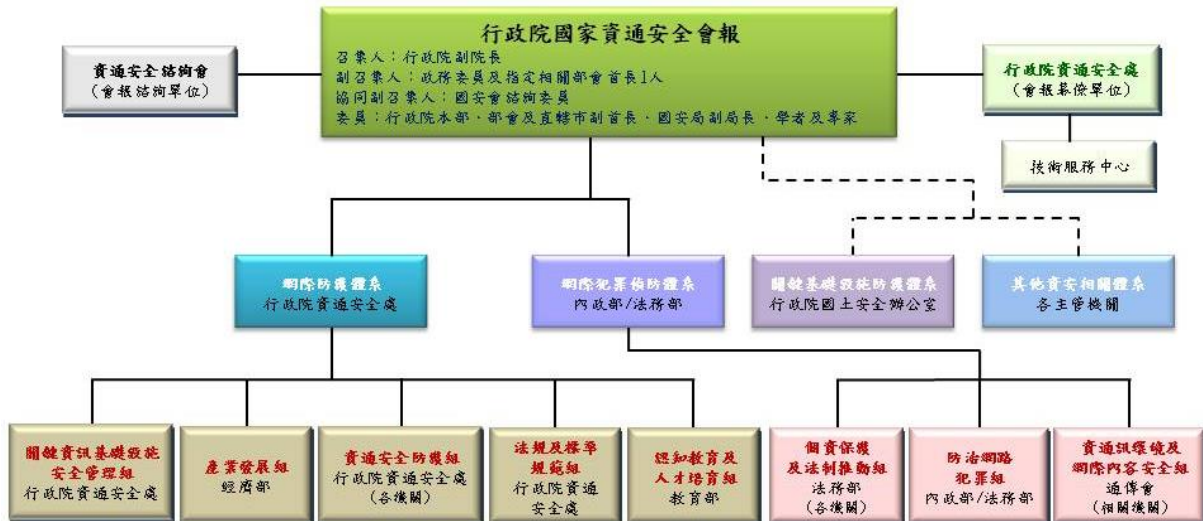 行政院國家資通安全會報
召集人：行政院副院長
副召集人：政務委員及指定相關部會首長1人
協同副召集人：國安會諮詢委員
委員：行政院本部、部會及直轄市副首長、國安局副局長、學者及專家
資通安全諮詢會
(會報諮詢單位)
行政院資通安全處
(會報幕僚單位)
技術服務中心
網際防護體系
行政院資通安全處
網際犯罪偵防體系
內政部/法務部
關鍵基礎設施防護體系
行政院國土安全辦公室
其他資安相關體系
各主管機關
關鍵資訊基礎設施
安全管理組
行政院資通安全處
產業發展組
經濟部
資通安全防護組
行政院資通安全處
(各機關)
法規及標準
規範組
行政院資通
安全處
認知教育及
人才培育組
教育部
個資保護
及法制推動組
法務部
(各機關)
防治網路
犯罪組
內政部/法務部
資通訊環境及
網際內容安全組
通傳會
(相關機關)